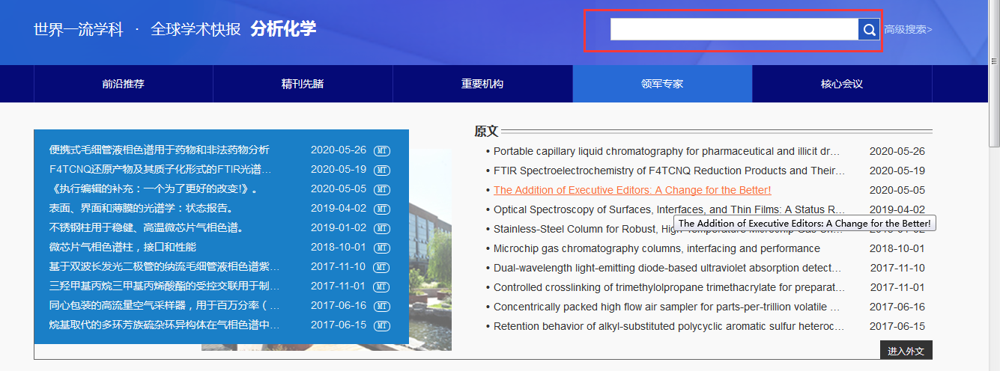 世界一流学科 · 全球学术快报 分析化学
高级搜索>
前沿推荐 精刊先睹 重要机构 领军专家 核心会议
便携式毛细管液相色谱用于药物和非法药物分析 2020-05-26 MT
F4TCNQ还原产物及其质子化形式的FTIR光谱… 2020-05-19 MT
《执行编辑的补充：一个为了更好的改变!》。 2020-05-05 MT
表面、界面和薄膜的光谱学：状态报告。 2019-04-02 MT
不锈钢柱用于稳健、高温微芯片气相色谱。 2019-01-02 MT
微芯片气相色谱柱，接口和性能 2018-10-01 MT
基于双波长发光二极管的纳流毛细管液相色谱紫… 2017-11-10 MT
三羟甲基丙烷三甲基丙烯酸酯的受控交联用于制… 2017-11-01 MT
同心包装的高流量空气采样器，用于百万分率（… 2017-06-16 MT
烷基取代的多环芳族硫杂环异构体在气相色谱中… 2017-06-15 MT
原文
• Portable capillary liquid chromatography for pharmaceutical and illicit dr... 2020-05-26
• FTIR Spectroelectrochemistry of F4TCNQ Reduction Products and Their... 2020-05-19
• The Addition of Executive Editors: A Change for the Better! 2020-05-05
• Optical Spectroscopy of Surfaces, Interfaces, and Thin Films: A Status R... 2019-04-02
The Addition of Executive Editors: A Change for the Better!
• Stainless-Steel Column for Robust,
• Microchip gas chromatography columns, interfacing and performance 2018-10-01
• Dual-wavelength light-emitting diode-based ultraviolet absorption detect... 2017-11-10
• Controlled crosslinking of trimethylolpropane trimethacrylate for preparat... 2017-11-01
• Concentrically packed high flow air sampler for parts-per-trillion volatile ... 2017-06-16
• Retention behavior of alkyl-substituted polycyclic aromatic sulfur heteroc... 2017-06-15
进入外文